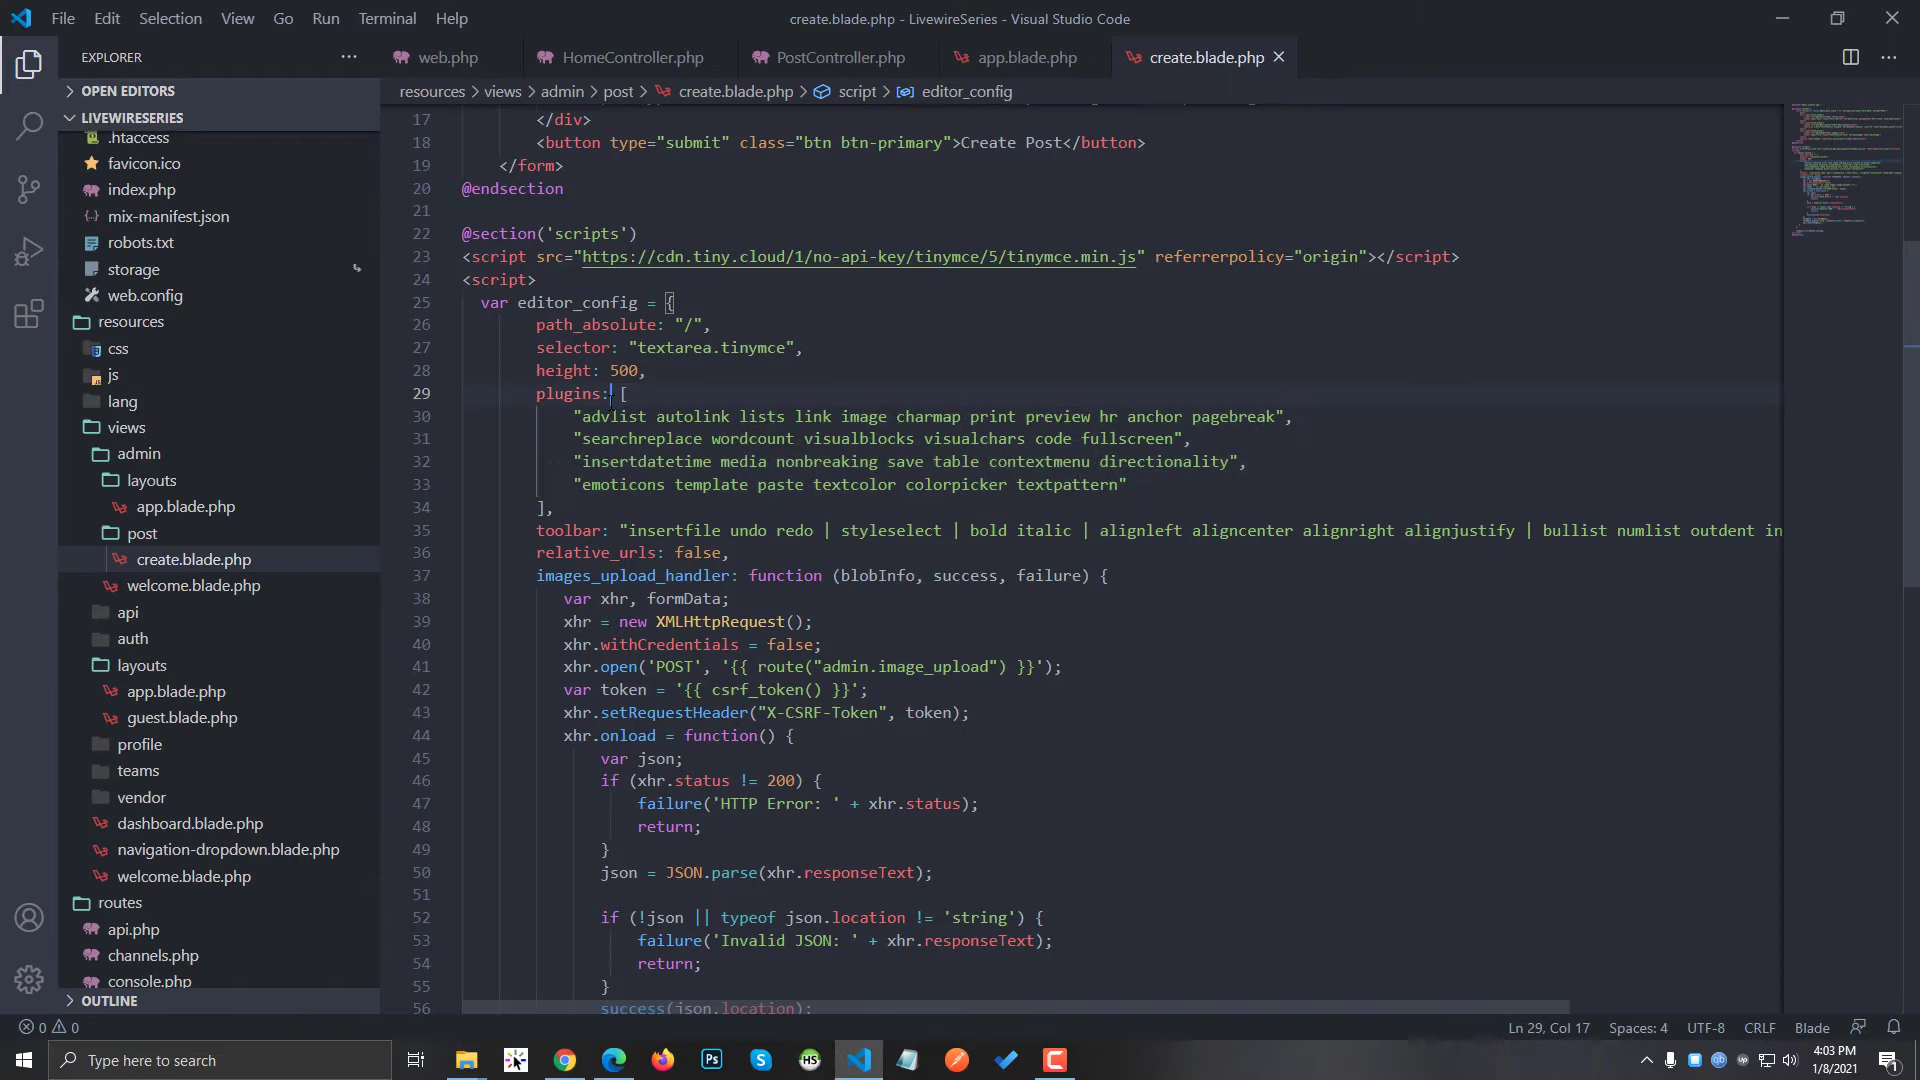 File Edit Selection View Go Run Terminal Help
create.blade.php - LivewireSeries - Visual Studio Code
EXPLORER
web.php
HomeController.php
PostController.php
app.blade.php
create.blade.php
OPEN EDITORS
resources > views > admin > post > create.blade.php > script > editor_config
LIVEWIRESERIES
.htaccess
favicon.ico
index.php
mix-manifest.json
robots.txt
storage
web.config
resources
css
js
lang
views
admin
layouts
app.blade.php
post
create.blade.php
welcome.blade.php
api
auth
layouts
app.blade.php
guest.blade.php
profile
teams
vendor
dashboard.blade.php
navigation-dropdown.blade.php
welcome.blade.php
routes
api.php
channels.php
console.php
OUTLINE
17 </div>
18 <button type="submit" class="btn btn-primary">Create Post</button>
19 </form>
20 @endsection
21
22 @section('scripts')
23 <script src="https://cdn.tiny.cloud/1/no-api-key/tinymce/5/tinymce.min.js" referrerpolicy="origin"></script>
24 <script>
25 var editor_config = {
26 path_absolute: "/",
27 selector: "textarea.tinymce",
28 height: 500,
29 plugins: [
30 "advlist autolink lists link image charmap print preview hr anchor pagebreak",
31 "searchreplace wordcount visualblocks visualchars code fullscreen",
32 "insertdatetime media nonbreaking save table contextmenu directionality",
33 "emoticons template paste textcolor colorpicker textpattern"
34 ],
35 toolbar: "insertfile undo redo | styleselect | bold italic | alignleft aligncenter alignright alignjustify | bullist numlist outdent in
36 relative_urls: false,
37 images_upload_handler: function (blobInfo, success, failure) {
38 var xhr, formData;
39 xhr = new XMLHttpRequest();
40 xhr.withCredentials = false;
41 xhr.open('POST', '{{ route("admin.image_upload") }}');
42 var token = '{{ csrf_token() }}';
43 xhr.setRequestHeader("X-CSRF-Token", token);
44 xhr.onload = function() {
45 var json;
46 if (xhr.status != 200) {
47 failure('HTTP Error: ' + xhr.status);
48 return;
49 }
50 json = JSON.parse(xhr.responseText);
51
52 if (!json || typeof json.location != 'string') {
53 failure('Invalid JSON: ' + xhr.responseText);
54 return;
55 }
56 success(json.location);
0 0
Ln 29, Col 17 Spaces: 4 UTF-8 CRLF Blade
Type here to search
4:03 PM
1/8/2021